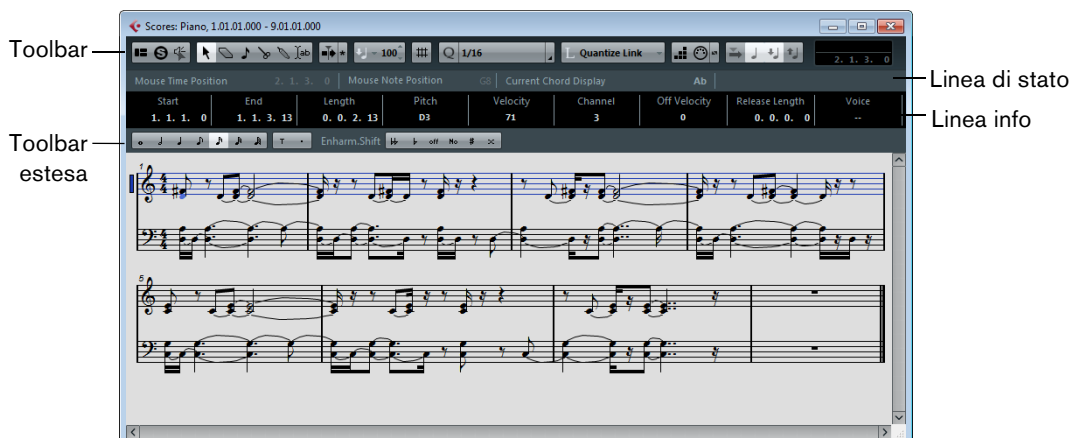 Scores: Piano, 1.01.01.000 - 9.01.01.000
Toolbar
100 Q 1/16 L Quantize Link 2. 1. 3. 0
Mouse Time Position 2. 1. 3. 0 Mouse Note Position G8 Current Chord Display Ab
Linea di stato
Start End Length Pitch Velocity Channel Off Velocity Release Length Voice
1. 1. 1. 0 1. 1. 3. 13 0. 0. 2. 13 D3 71 3 0 0. 0. 0. 0 --
Linea info
Toolbar
estesa
T Enharm.Shift off No #
1
5